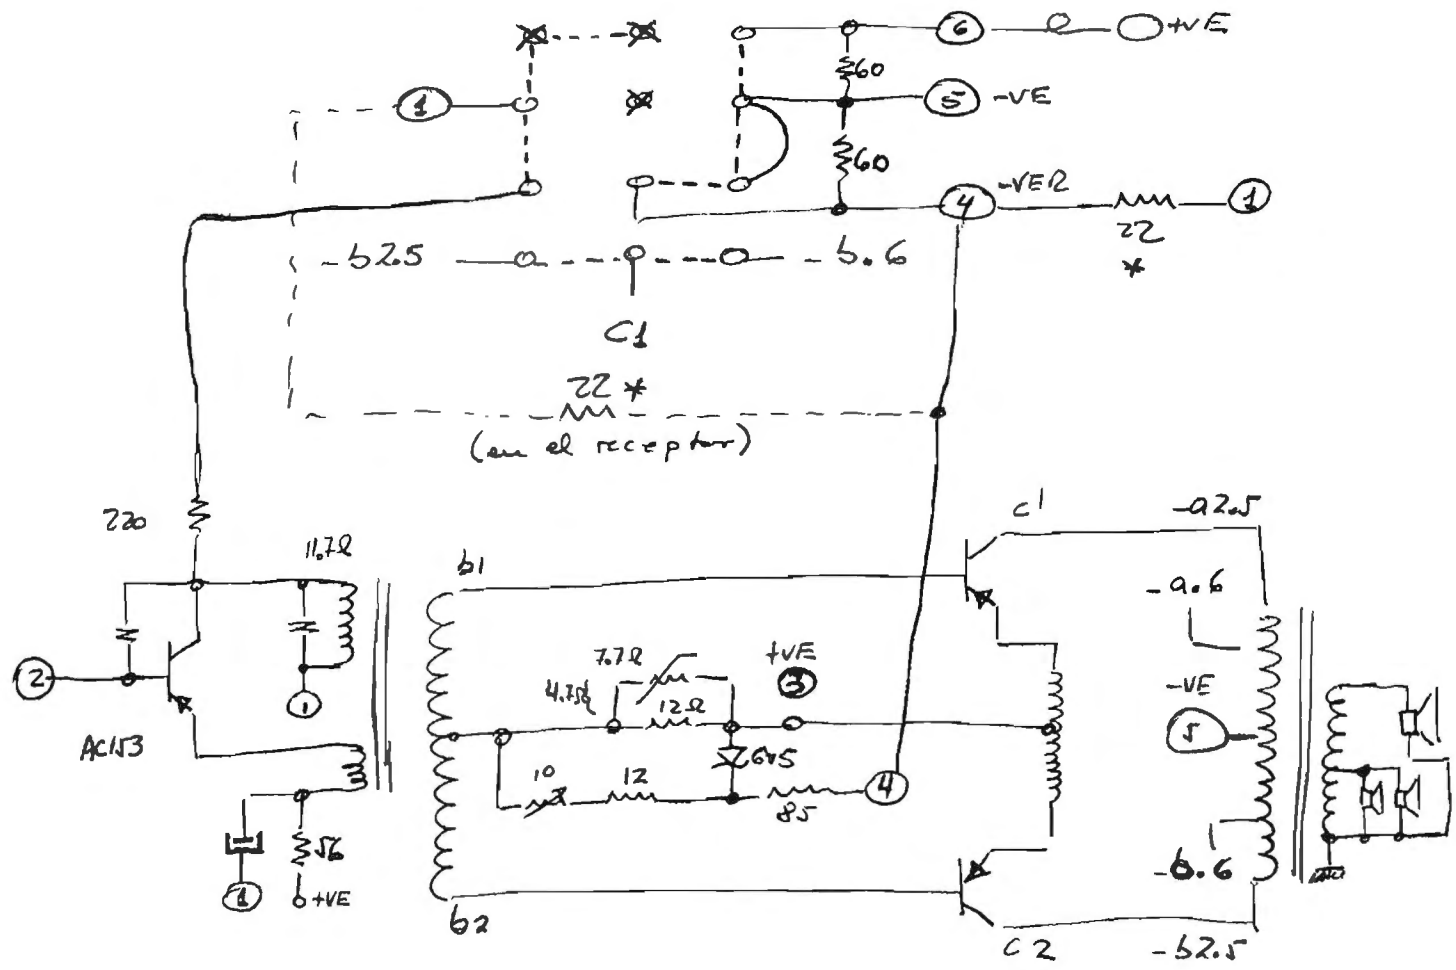 6 +VE
60
1 5 -VE
60
4 -VER 1
22
*
-b2.5 -b.6
C1
22 *
(en el receptor)
220
11.7Ω
c1 -a2.5
b1
-a.6
7.7Ω +VE
3
4.75Ω
12Ω
-VE
5
2
1
AC153
6v5
10 12
85 4
56
1 +VE
-b.6
b2
c2 -b2.5